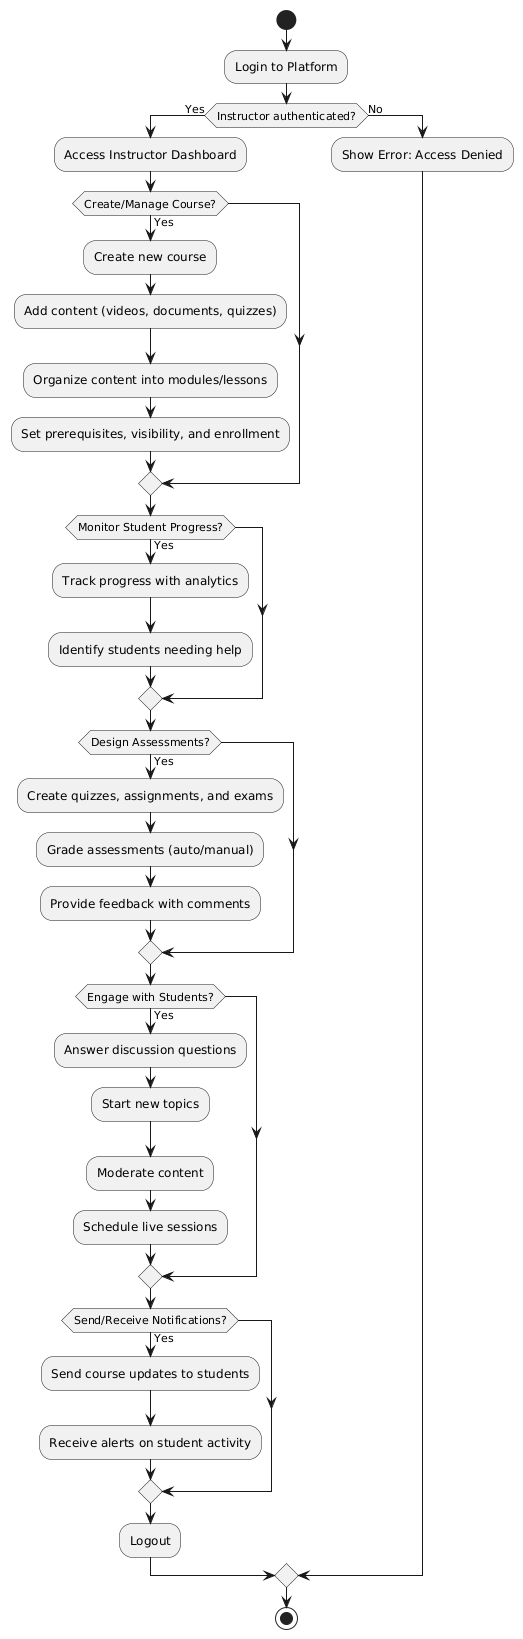 Login to Platform
Yes
Instructor authenticated?
No
Access Instructor Dashboard
Show Error: Access Denied
Create/Manage Course?
Yes
Create new course
Add content (videos, documents, quizzes)
Organize content into modules/lessons
Set prerequisites, visibility, and enrollment
Monitor Student Progress?
Yes
Track progress with analytics
Identify students needing help
Design Assessments?
Yes
Create quizzes, assignments, and exams
Grade assessments (auto/manual)
Provide feedback with comments
Engage with Students?
Yes
Answer discussion questions
Start new topics
Moderate content
Schedule live sessions
Send/Receive Notifications?
Yes
Send course updates to students
Receive alerts on student activity
Logout